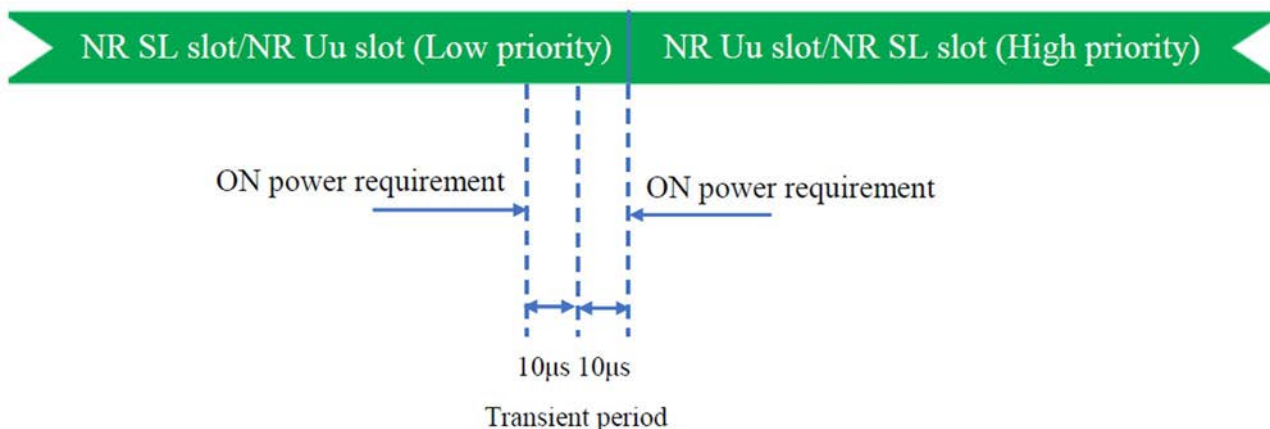 NR SL slot/NR Uu slot (Low priority) NR Uu slot/NR SL slot (High priority)
ON power requirement ON power requirement
10μs 10μs
Transient period